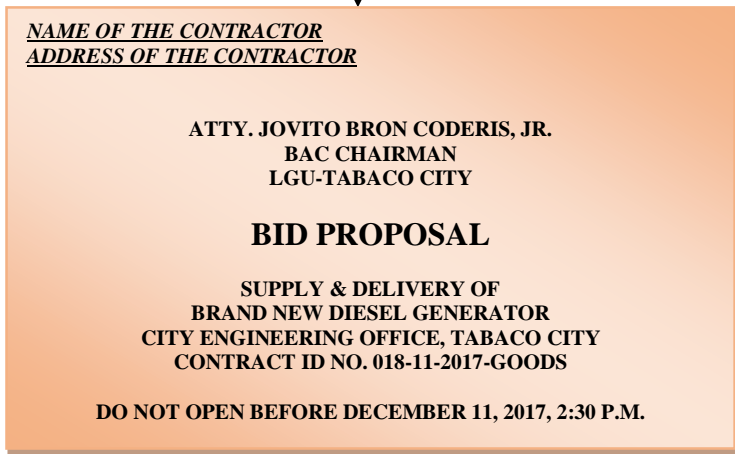 NAME OF THE CONTRACTOR
ADDRESS OF THE CONTRACTOR
ATTY. JOVITO BRON CODERIS, JR.
BAC CHAIRMAN
LGU-TABACO CITY
BID PROPOSAL
SUPPLY & DELIVERY OF
BRAND NEW DIESEL GENERATOR
CITY ENGINEERING OFFICE, TABACO CITY
CONTRACT ID NO. 018-11-2017-GOODS
DO NOT OPEN BEFORE DECEMBER 11, 2017, 2:30 P.M.